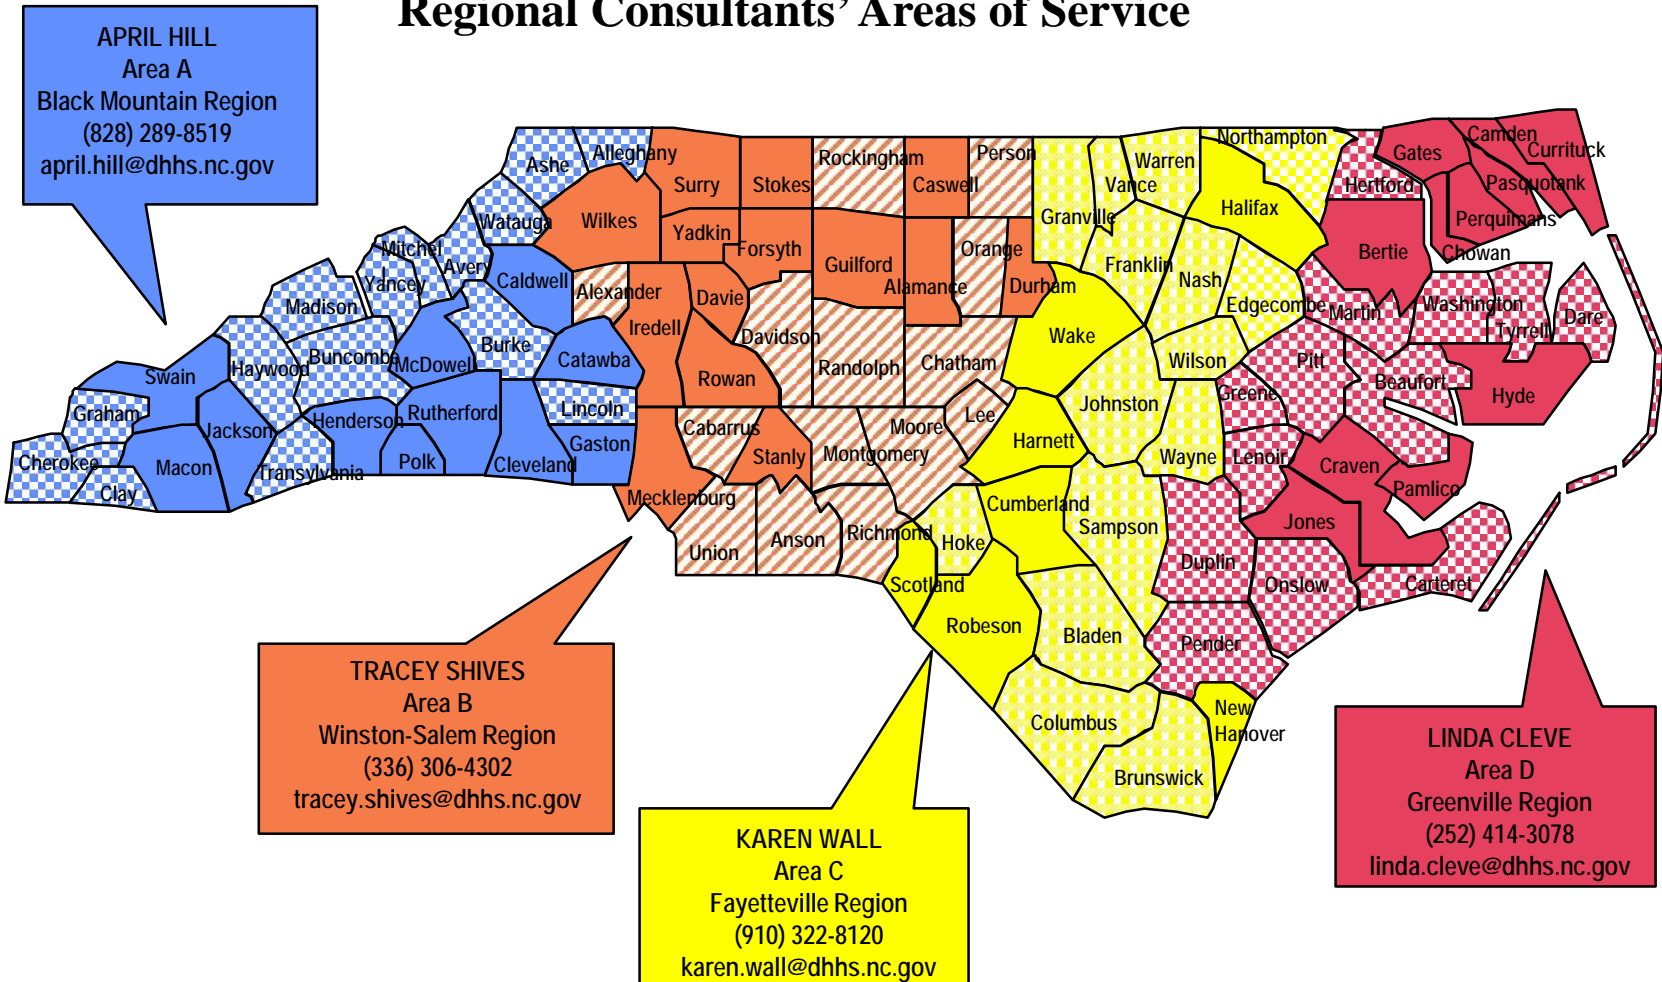 Regional Consultants' Areas of Service
APRIL HILL
Area A
Black Mountain Region
(828) 289-8519
april.hill@dhhs.nc.gov
Northampton
Camden
Currituck
Gates
Alleghany
Ashe
Rockingham
Person
Warren
Surry
Stokes
Caswell
Vance
Hertford
Pasquotank
Watauga
Wilkes
Granville
Halifax
Perquimans
Yadkin
Forsyth
Orange
Mitchel
l
Bertie
Chowan
Avery
Yancey
Caldwell
Guilford
Franklin
Nash
Alexander
Davie
Alamance
Durham
Madison
Edgecombe
Martin
Washington
Tyrrell
Dare
Iredell
Davidson
Wake
Burke
Buncombe
McDowell
Catawba
Wilson
Pitt
Swain
Haywood
Rowan
Randolph
Chatham
Beaufort
Greene
Hyde
Graham
Lincoln
Johnston
Henderson
Rutherford
Lee
Jackson
Cabarrus
Moore
Harnett
Gaston
Cherokee
Macon
Transylvania
Polk
Cleveland
Stanly
Montgomery
Wayne
Lenoir
Craven
Clay
Mecklenburg
Cumberland
Pamlico
Sampson
Jones
Union
Anson
Richmond
Hoke
Duplin
Scotland
Onslow
Carteret
Robeson
Bladen
Pender
TRACEY SHIVES
Area B
Winston-Salem Region
(336) 306-4302
tracey.shives@dhhs.nc.gov
Columbus
New
Hanover
Brunswick
LINDA CLEVE
Area D
Greenville Region
(252) 414-3078
linda.cleve@dhhs.nc.gov
KAREN WALL
Area C
Fayetteville Region
(910) 322-8120
karen.wall@dhhs.nc.gov